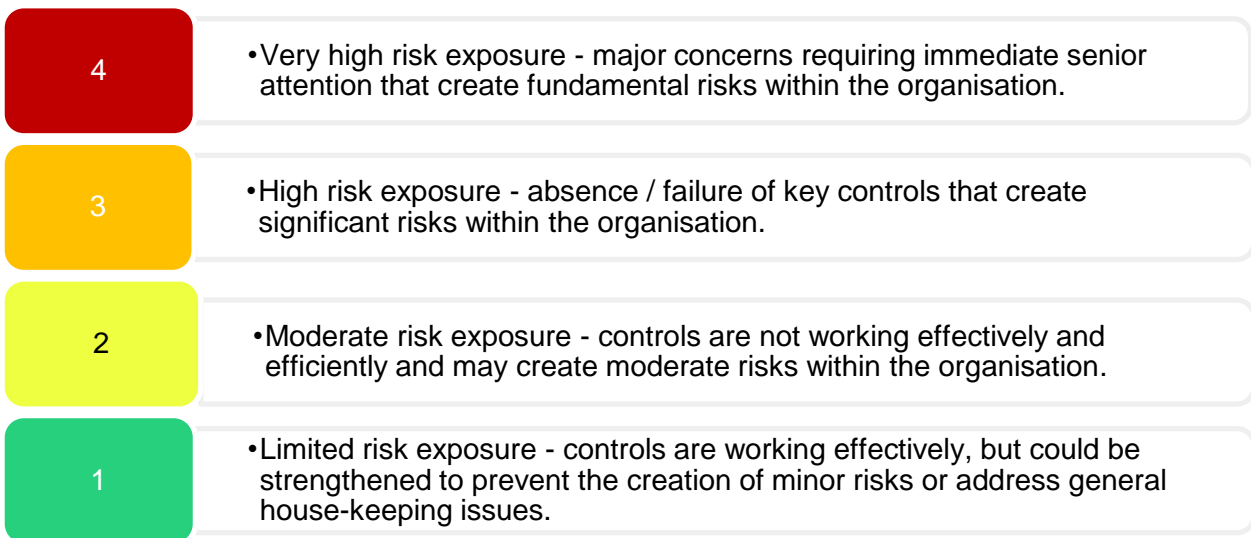 4
•Very high risk exposure - major concerns requiring immediate senior
attention that create fundamental risks within the organisation.
3
•High risk exposure - absence / failure of key controls that create
significant risks within the organisation.
2
•Moderate risk exposure - controls are not working effectively and
efficiently and may create moderate risks within the organisation.
1
•Limited risk exposure - controls are working effectively, but could be
strengthened to prevent the creation of minor risks or address general
house-keeping issues.